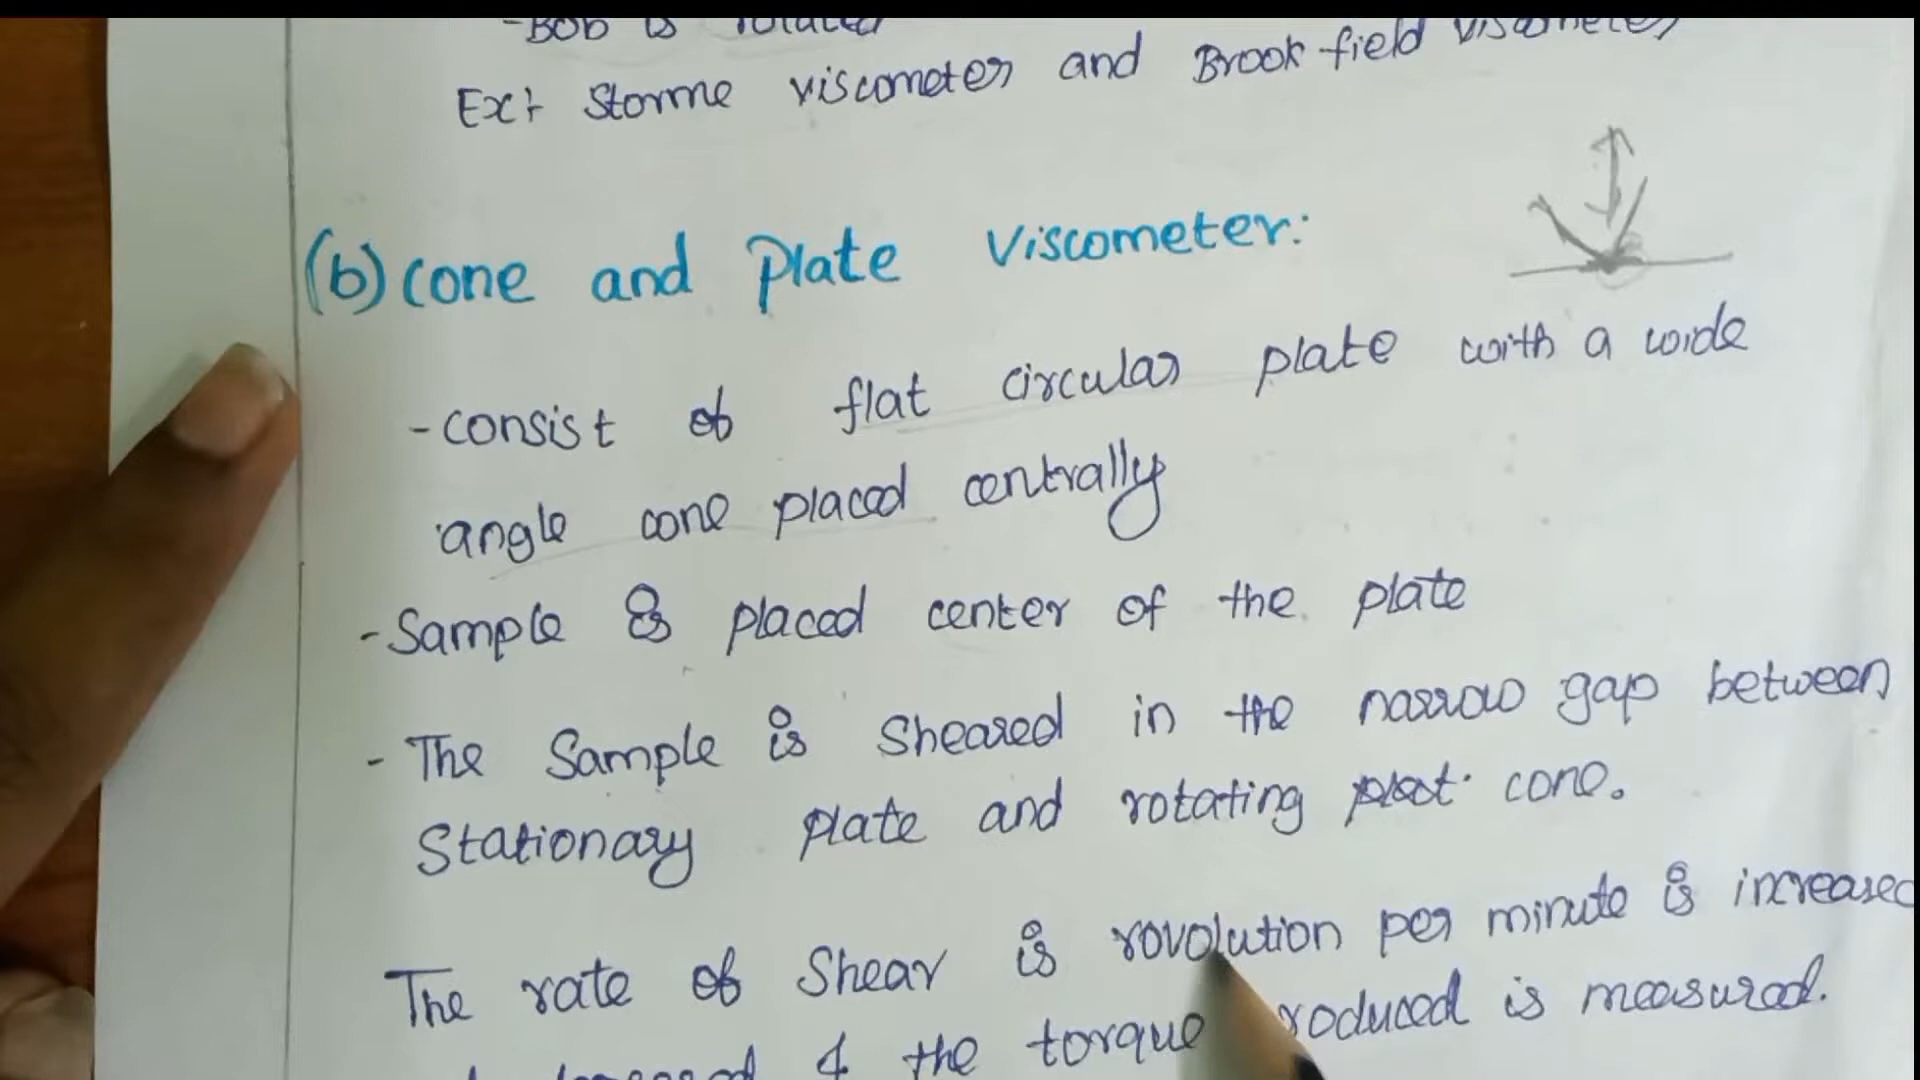 -Bob is rotated
Ex:- Storme viscometer and Brook-field viscometer
(b) cone and Plate Viscometer:
-consist of flat circular plate with a wide
angle cone placed centrally
-Sample is placed center of the plate
- The Sample is Sheared in the narrow gap between
Stationary plate and rotating cone.
The rate of Shear is revolution per minute is increased
& the torque produced is measured.